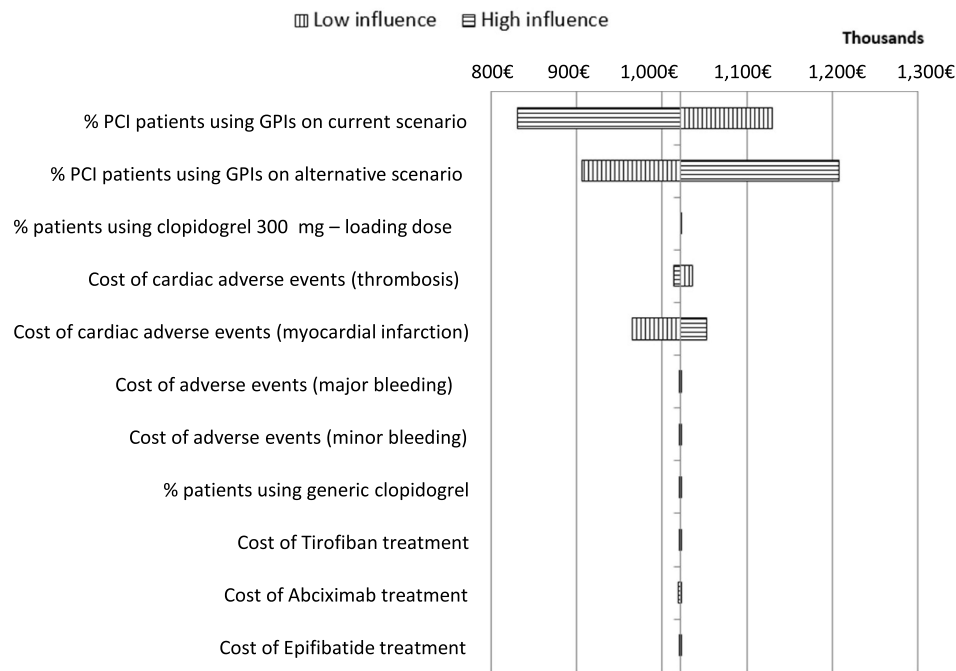 Low influence High influence
Thousands
800€ 900€ 1,000€ 1,100€ 1,200€ 1,300€
% PCI patients using GPIs on current scenario
% PCI patients using GPIs on alternative scenario
% patients using clopidogrel 300 mg – loading dose
Cost of cardiac adverse events (thrombosis)
Cost of cardiac adverse events (myocardial infarction)
Cost of adverse events (major bleeding)
Cost of adverse events (minor bleeding)
% patients using generic clopidogrel
Cost of Tirofiban treatment
Cost of Abciximab treatment
Cost of Epifibatide treatment